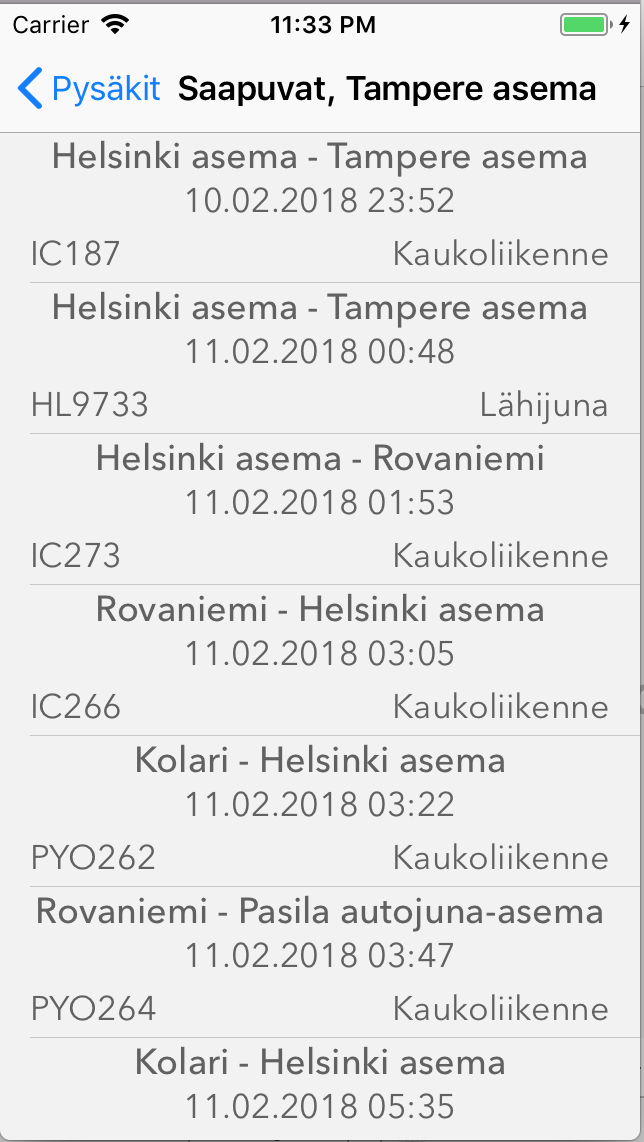 Carrier 11:33 PM
Pysäkit Saapuvat, Tampere asema
Helsinki asema - Tampere asema
10.02.2018 23:52
IC187 Kaukoliikenne
Helsinki asema - Tampere asema
11.02.2018 00:48
HL9733 Lähijuna
Helsinki asema - Rovaniemi
11.02.2018 01:53
IC273 Kaukoliikenne
Rovaniemi - Helsinki asema
11.02.2018 03:05
IC266 Kaukoliikenne
Kolari - Helsinki asema
11.02.2018 03:22
PYO262 Kaukoliikenne
Rovaniemi - Pasila autojuna-asema
11.02.2018 03:47
PYO264 Kaukoliikenne
Kolari - Helsinki asema
11.02.2018 05:35